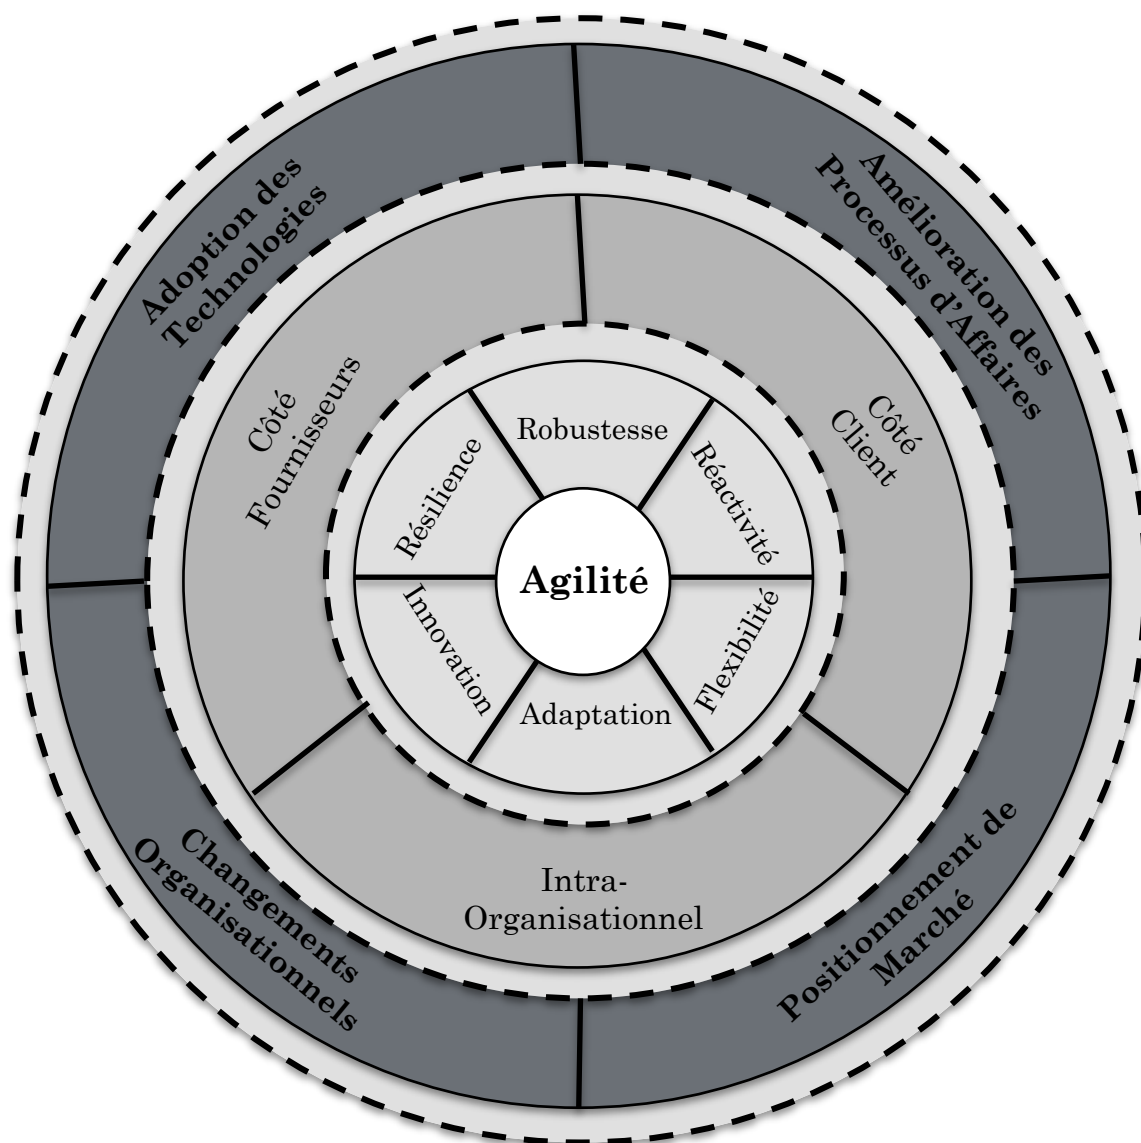 Adoption des
Technologies
Amélioration des
Processus d'Affaires
Côté
Fournisseurs
Côté
Client
Robustesse
Résilience
Réactivité
Agilité
Innovation
Flexibilité
Adaptation
Intra-
Organisationnel
Changements
Organisationnels
Positionnement de
Marché